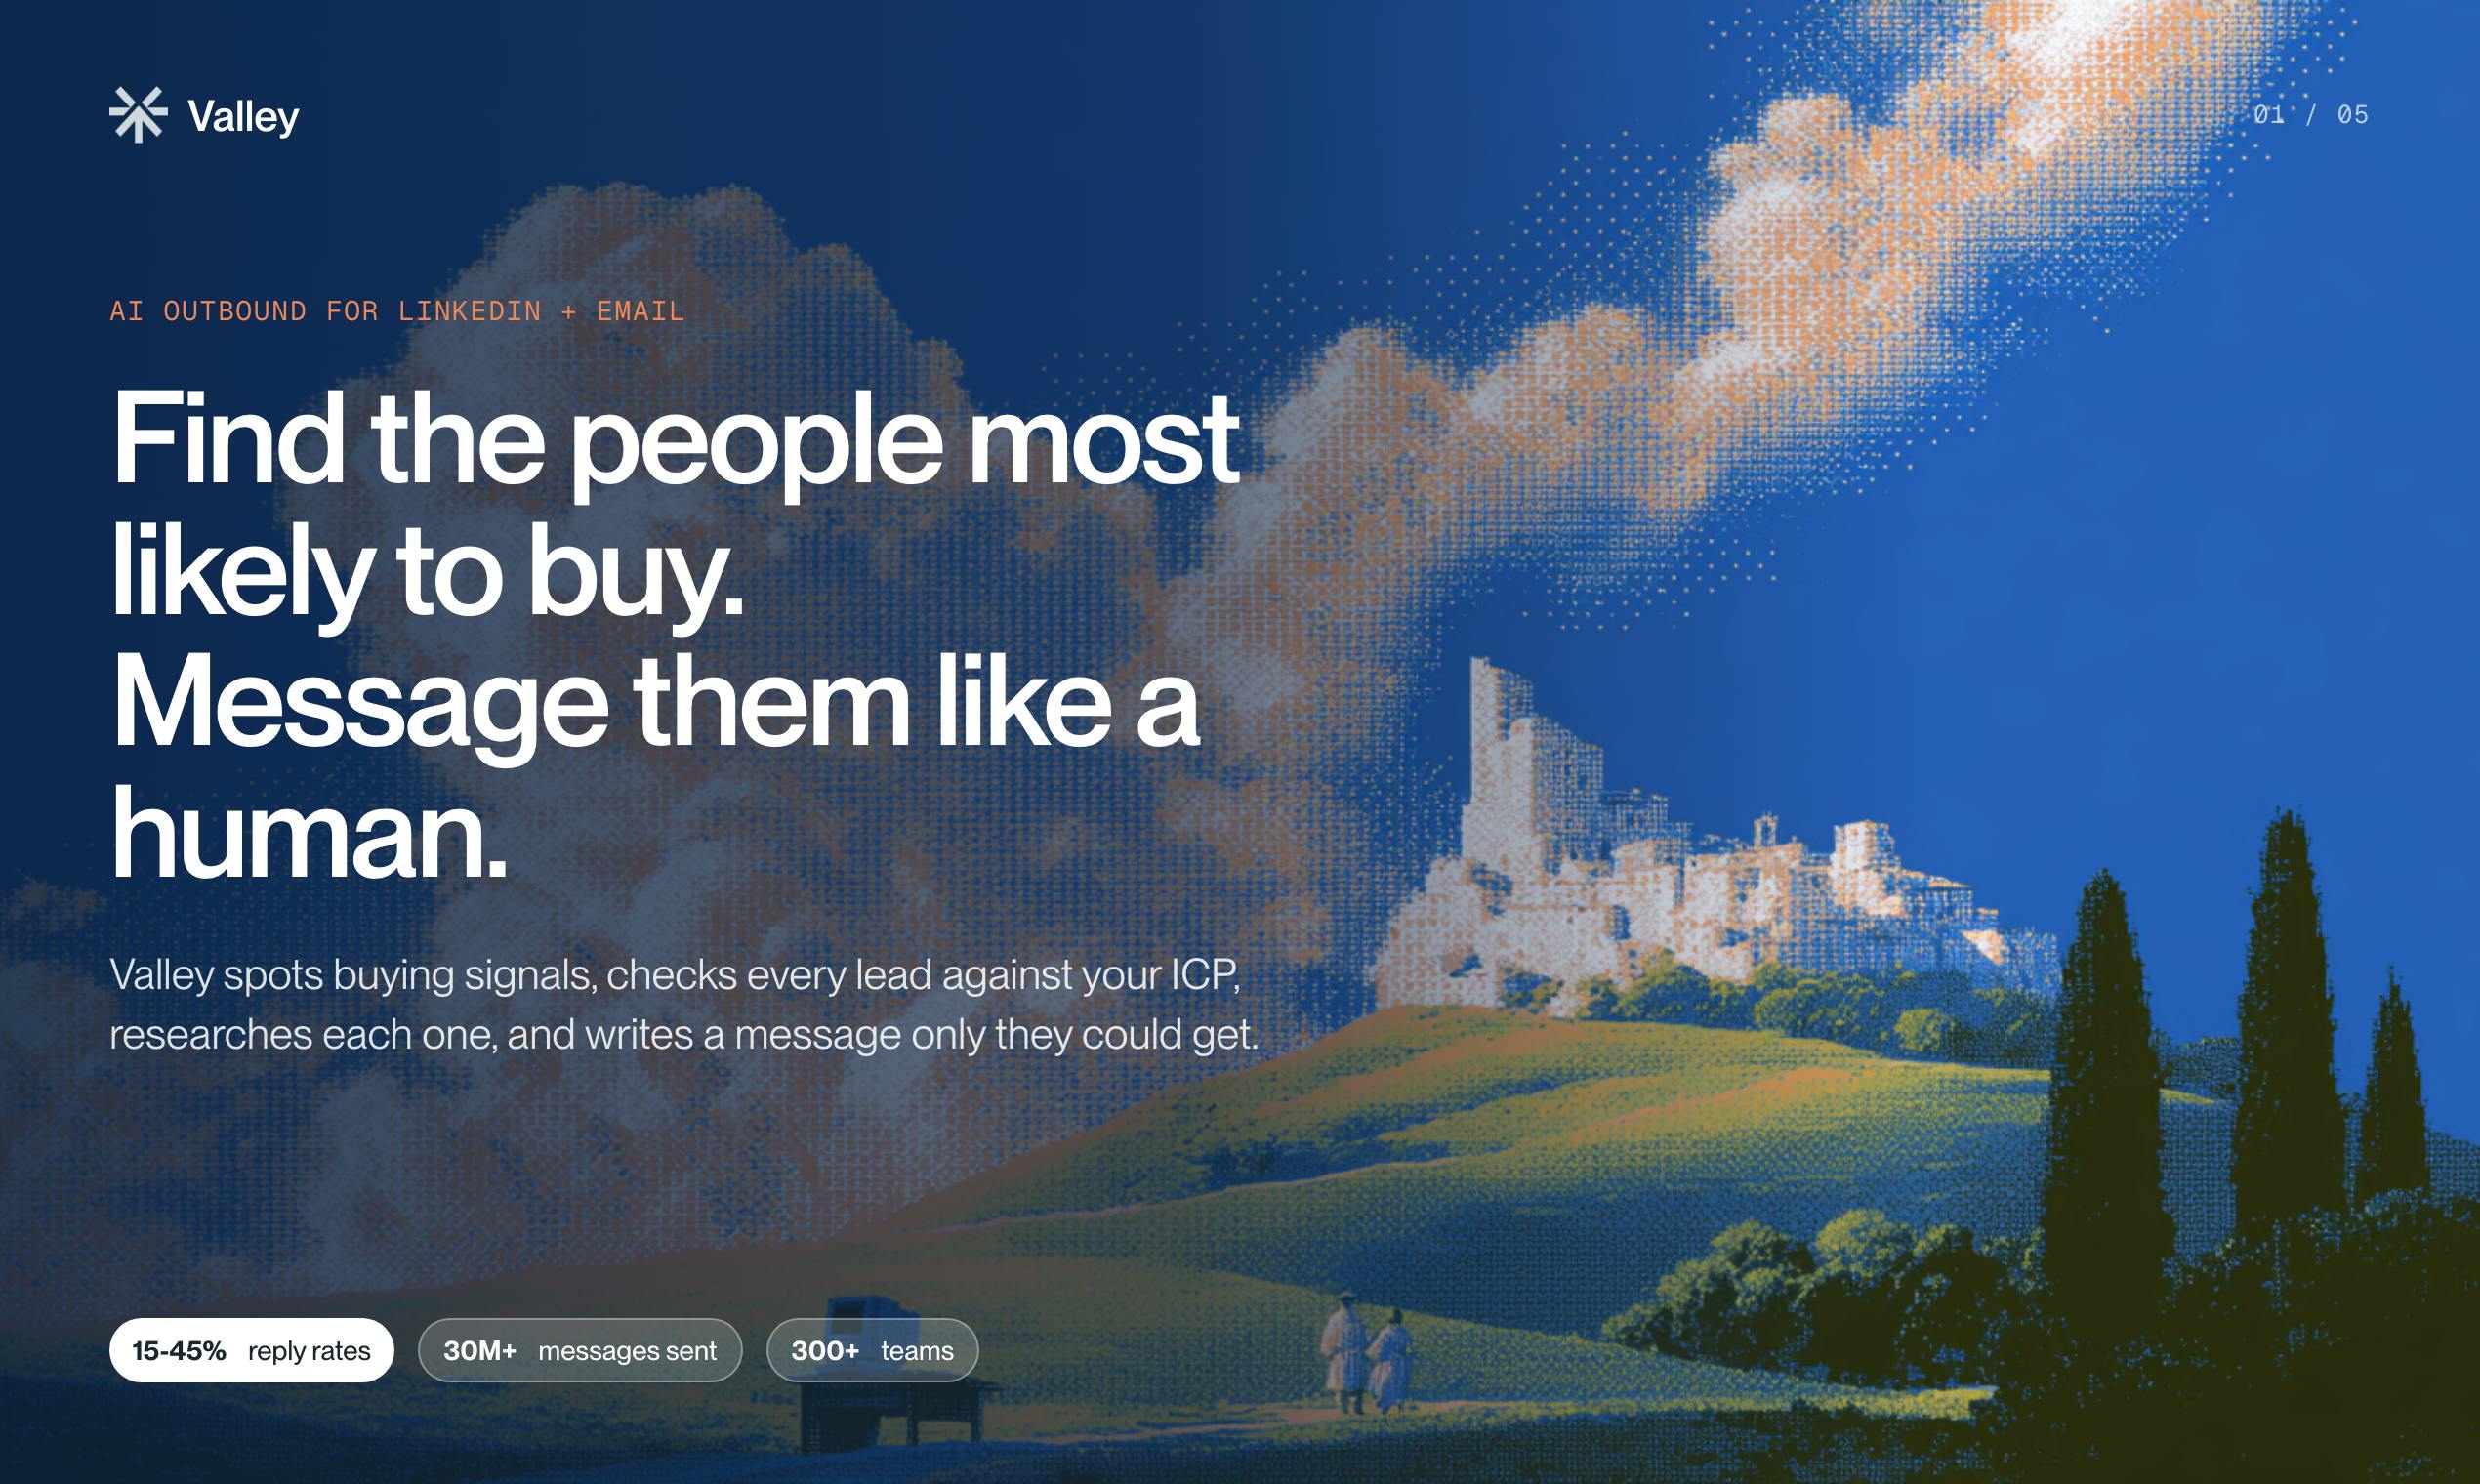 Valley
01 / 05
AI OUTBOUND FOR LINKEDIN + EMAIL
Find the people most
likely to buy.
Message them like a
human.
Valley spots buying signals, checks every lead against your ICP,
researches each one, and writes a message only they could get.
15-45% reply rates
30M+ messages sent
300+ teams